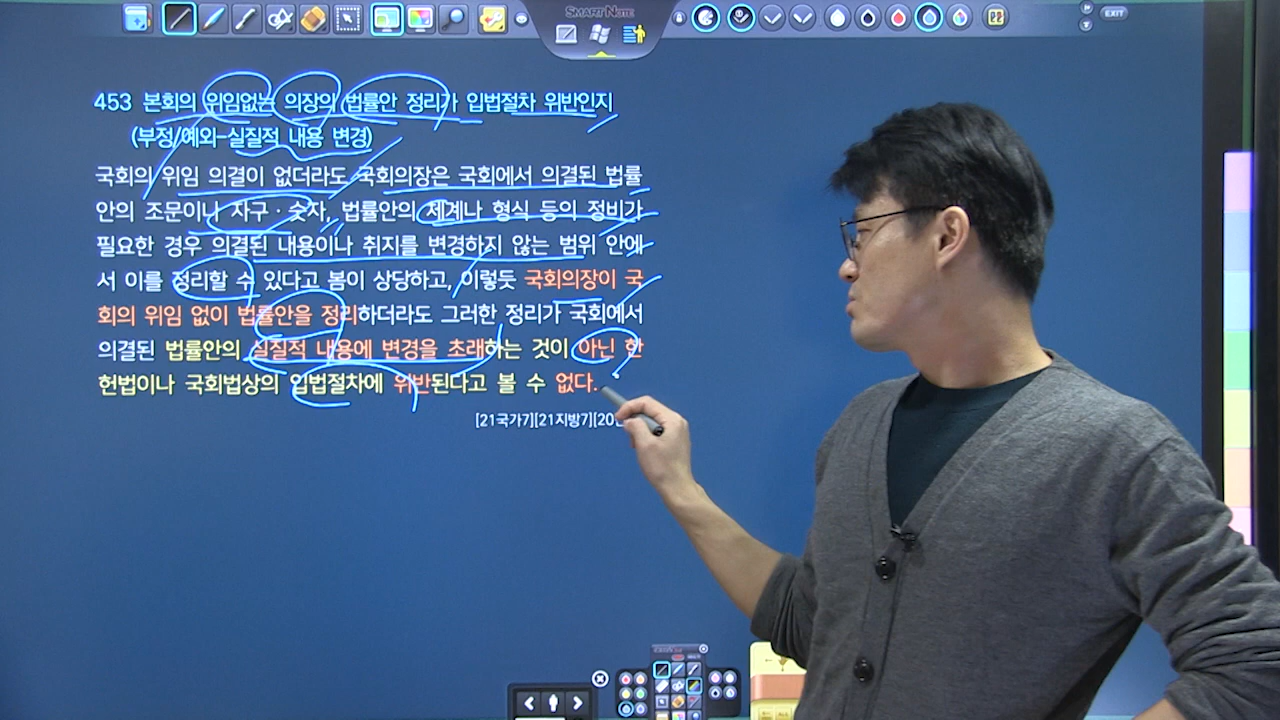 SMART NOTE
EXIT
453 본회의 위임없는 의장의 법률안 정리가 입법절차 위반인지
(부정/예외-실질적 내용 변경)
국회의 위임 의결이 없더라도 국회의장은 국회에서 의결된 법률
안의 조문이나 자구·숫자, 법률안의 체계나 형식 등의 정비가
필요한 경우 의결된 내용이나 취지를 변경하지 않는 범위 안에
서 이를 정리할 수 있다고 봄이 상당하고, 이렇듯 국회의장이 국
회의 위임 없이 법률안을 정리하더라도 그러한 정리가 국회에서
의결된 법률안의 실질적 내용에 변경을 초래하는 것이 아닌 한
헌법이나 국회법상의 입법절차에 위반된다고 볼 수 없다.
[21국가7][21지방7][20